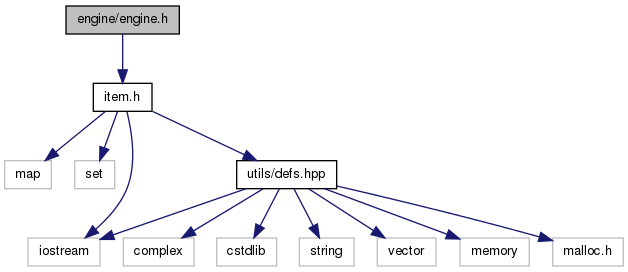 engine/engine.h
item.h
map
set
utils/defs.hpp
iostream
complex
cstdlib
string
vector
memory
malloc.h